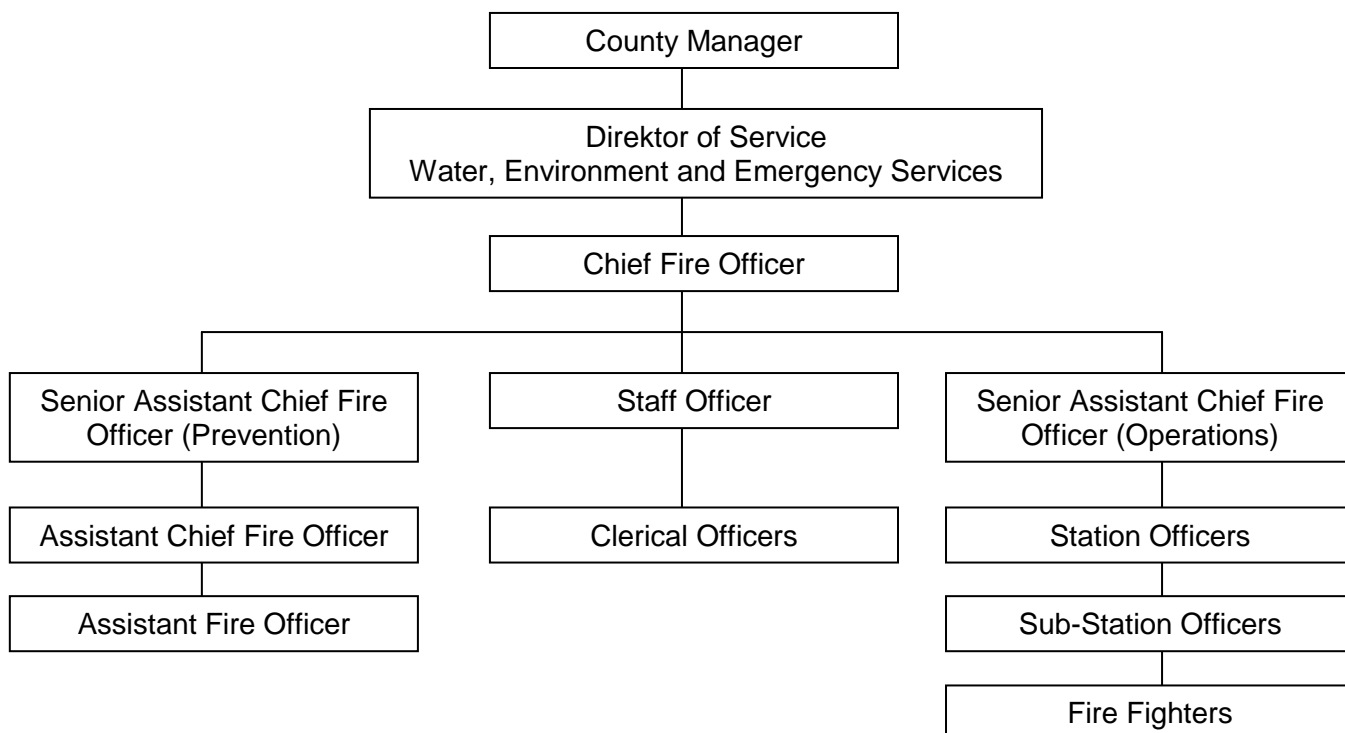 County Manager
Direktor of Service
Water, Environment and Emergency Services
Chief Fire Officer
Senior Assistant Chief Fire
Officer (Prevention)
Staff Officer
Senior Assistant Chief Fire
Officer (Operations)
Assistant Chief Fire Officer
Clerical Officers
Station Officers
Assistant Fire Officer
Sub-Station Officers
Fire Fighters